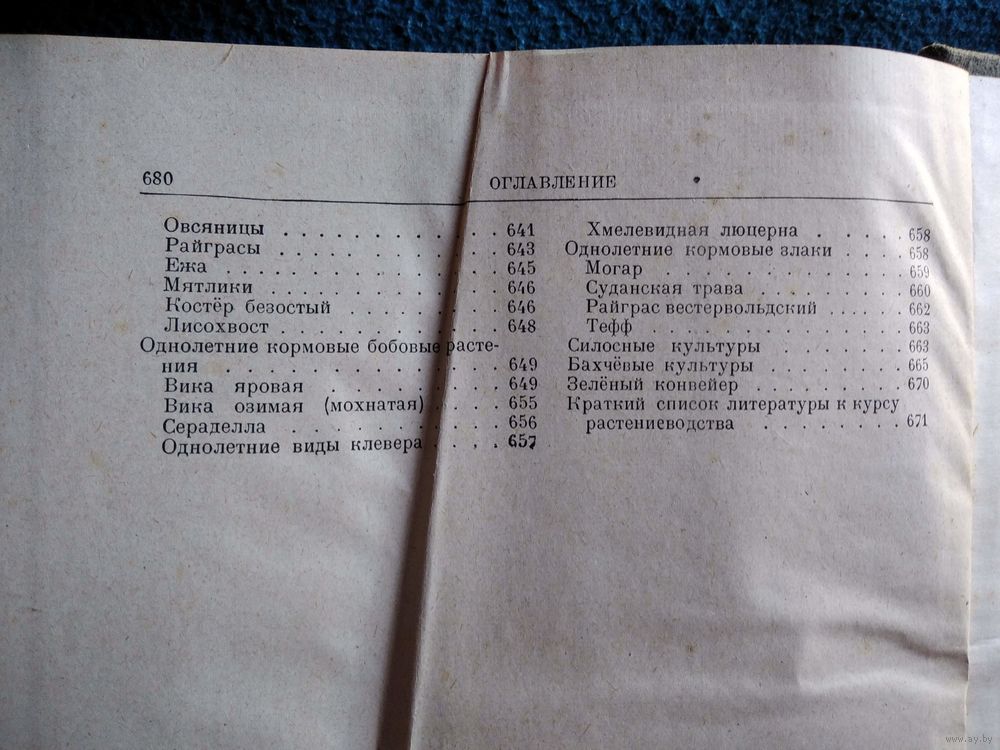 680
ОГЛАВЛЕНИЕ
Овсяницы . . . . . . . . . . . . 641
Райграсы . . . . . . . . . . . . 643
Ежа . . . . . . . . . . . . . . 645
Мятлики . . . . . . . . . . . . 646
Костёр безостый . . . . . . . . 646
Лисохвост . . . . . . . . . . . 648
Однолетние кормовые бобовые расте-
ния . . . . . . . . . . . . . 649
Вика яровая . . . . . . . . . 649
Вика озимая (мохнатая) . . . . 655
Сераделла . . . . . . . . . . 656
Однолетние виды клевера . . . . 657
Хмелевидная люцерна . . . . . 658
Однолетние кормовые злаки . . . . 658
Могар . . . . . . . . . . . . 659
Суданская трава . . . . . . . 660
Райграс вестервольдский . . . . 662
Тефф . . . . . . . . . . . . 663
Силосные культуры . . . . . . . 663
Бахчёвые культуры . . . . . . . 665
Зелёный конвейер . . . . . . . . 670
Краткий список литературы к курсу
растениеводства . . . . . . . 671
www.ay.by